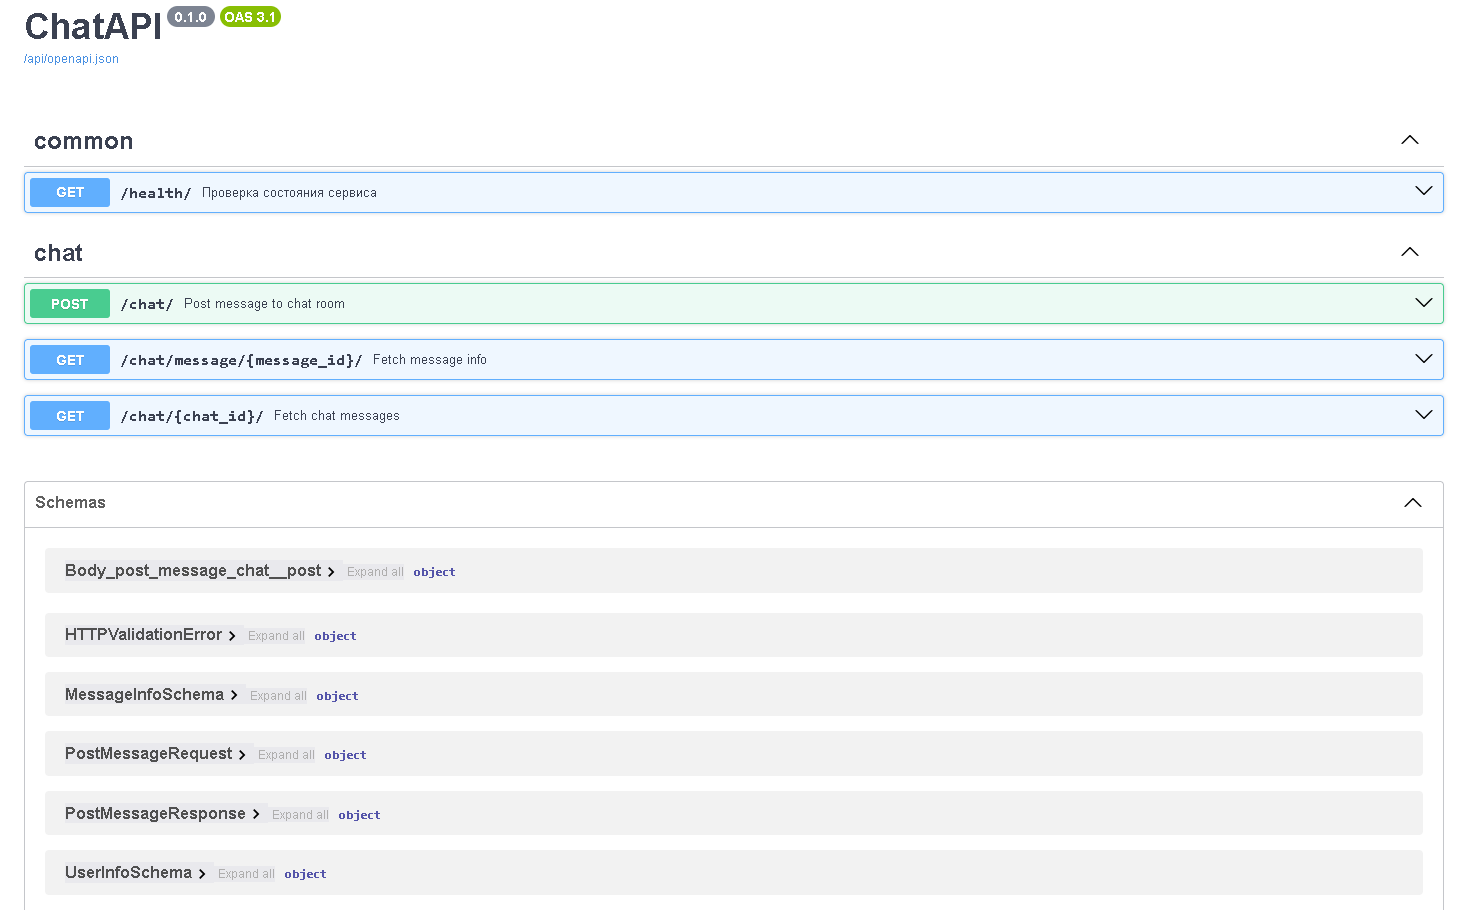 ChatAPI 0.1.0 OAS 3.1
/api/openapi.json
common
GET /health/ Проверка состояния сервиса
chat
POST /chat/ Post message to chat room
GET /chat/message/{message_id}/ Fetch message info
GET /chat/{chat_id}/ Fetch chat messages
Schemas
Body_post_message_chat__post Expand all object
HTTPValidationError Expand all object
MessageInfoSchema Expand all object
PostMessageRequest Expand all object
PostMessageResponse Expand all object
UserInfoSchema Expand all object